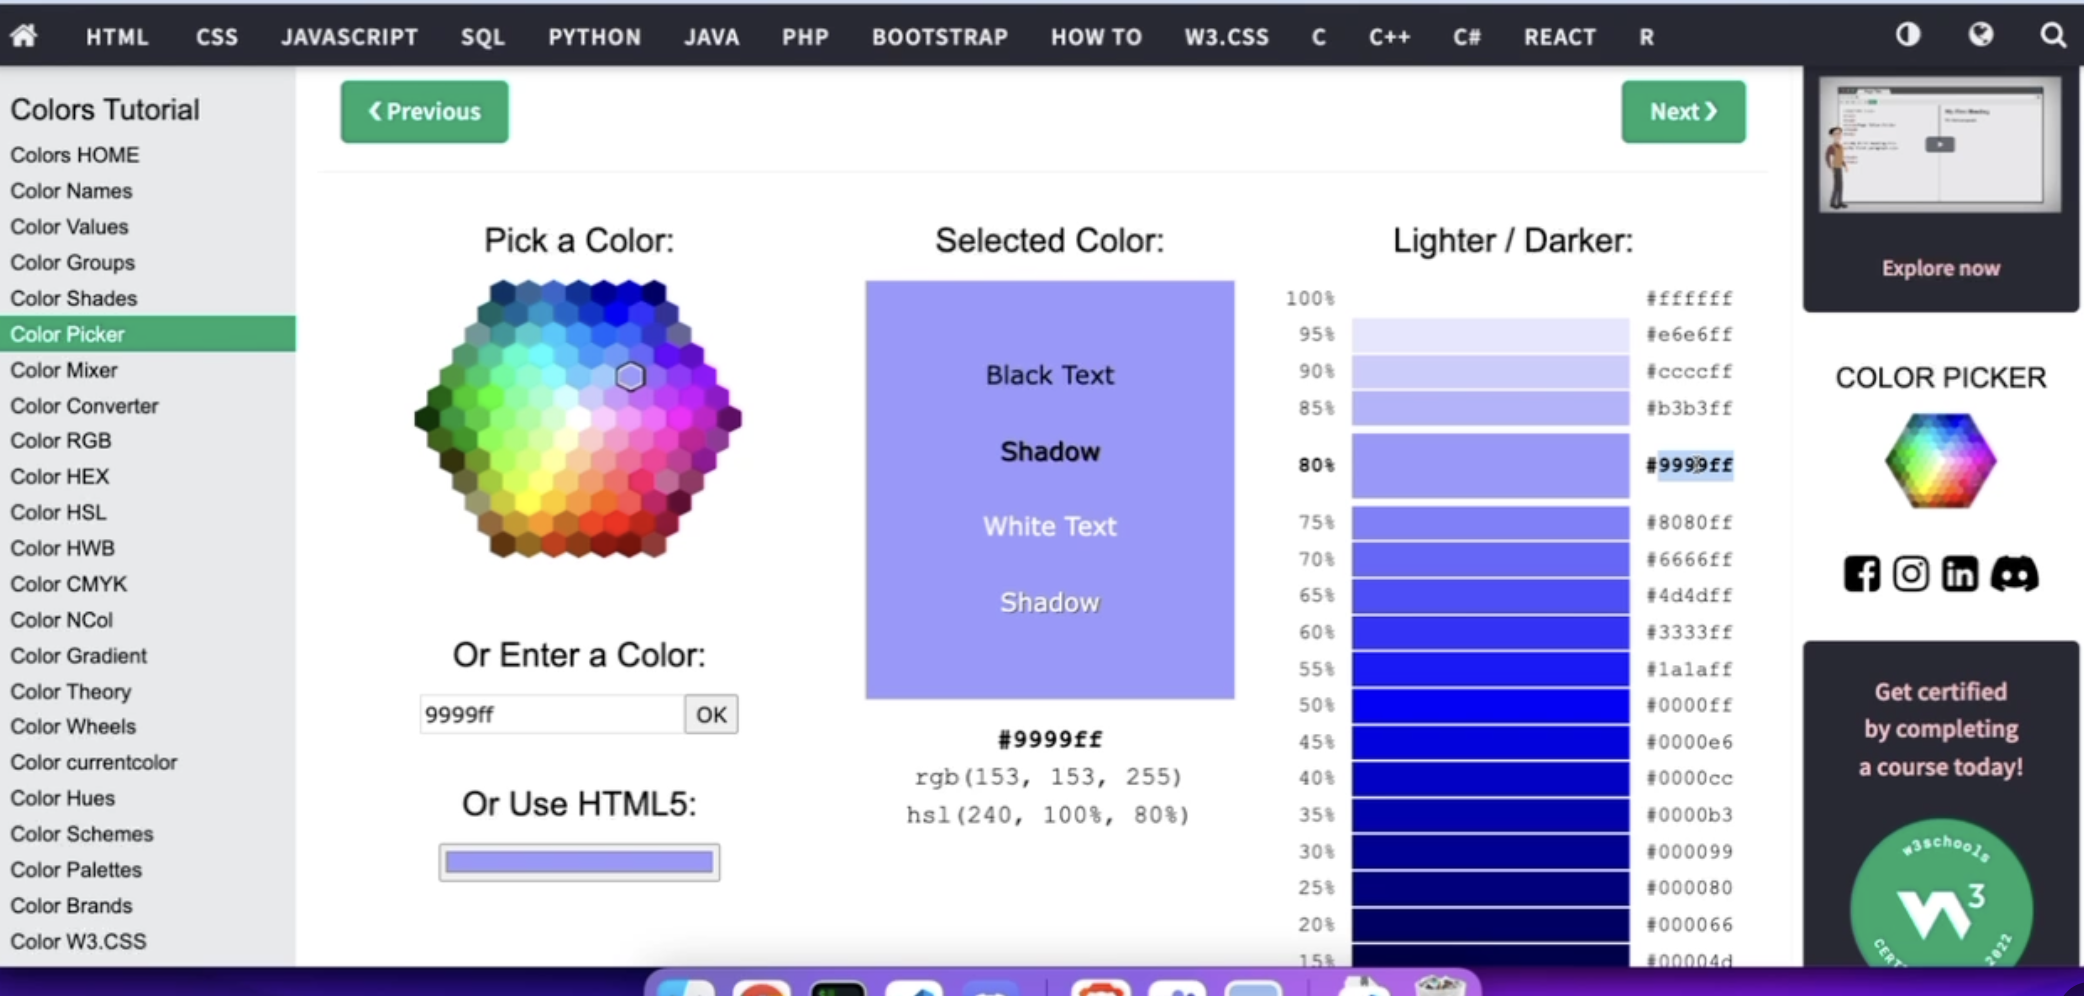 HTML CSS JAVASCRIPT SQL PYTHON JAVA PHP BOOTSTRAP HOW TO W3.CSS C C++ C# REACT R
Colors Tutorial
Colors HOME
Color Names
Color Values
Color Groups
Color Shades
Color Picker
Color Mixer
Color Converter
Color RGB
Color HEX
Color HSL
Color HWB
Color CMYK
Color NCol
Color Gradient
Color Theory
Color Wheels
Color currentcolor
Color Hues
Color Schemes
Color Palettes
Color Brands
Color W3.CSS
❮ Previous
Next ❯
Pick a Color:
Or Enter a Color:
9999ff
OK
Or Use HTML5:
Selected Color:
Black Text
Shadow
White Text
Shadow
#9999ff
rgb(153, 153, 255)
hsl(240, 100%, 80%)
Lighter / Darker:
100% #ffffff
95% #e6e6ff
90% #ccccff
85% #b3b3ff
80% #9999ff
75% #8080ff
70% #6666ff
65% #4d4dff
60% #3333ff
55% #1a1aff
50% #0000ff
45% #0000e6
40% #0000cc
35% #0000b3
30% #000099
25% #000080
20% #000066
15% #00004d
Explore now
COLOR PICKER
Get certified
by completing
a course today!
w3schools
3
CERT
2022